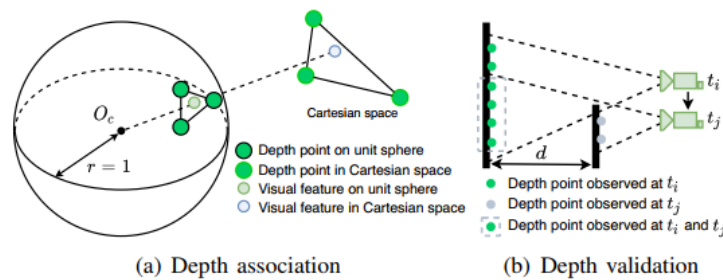 O_c
r = 1
Cartesian space
Depth point on unit sphere
Depth point in Cartesian space
Visual feature on unit sphere
Visual feature in Cartesian space
(a) Depth association
t_i
t_j
d
Depth point observed at t_i
Depth point observed at t_j
Depth point observed at t_i and t_j
(b) Depth validation